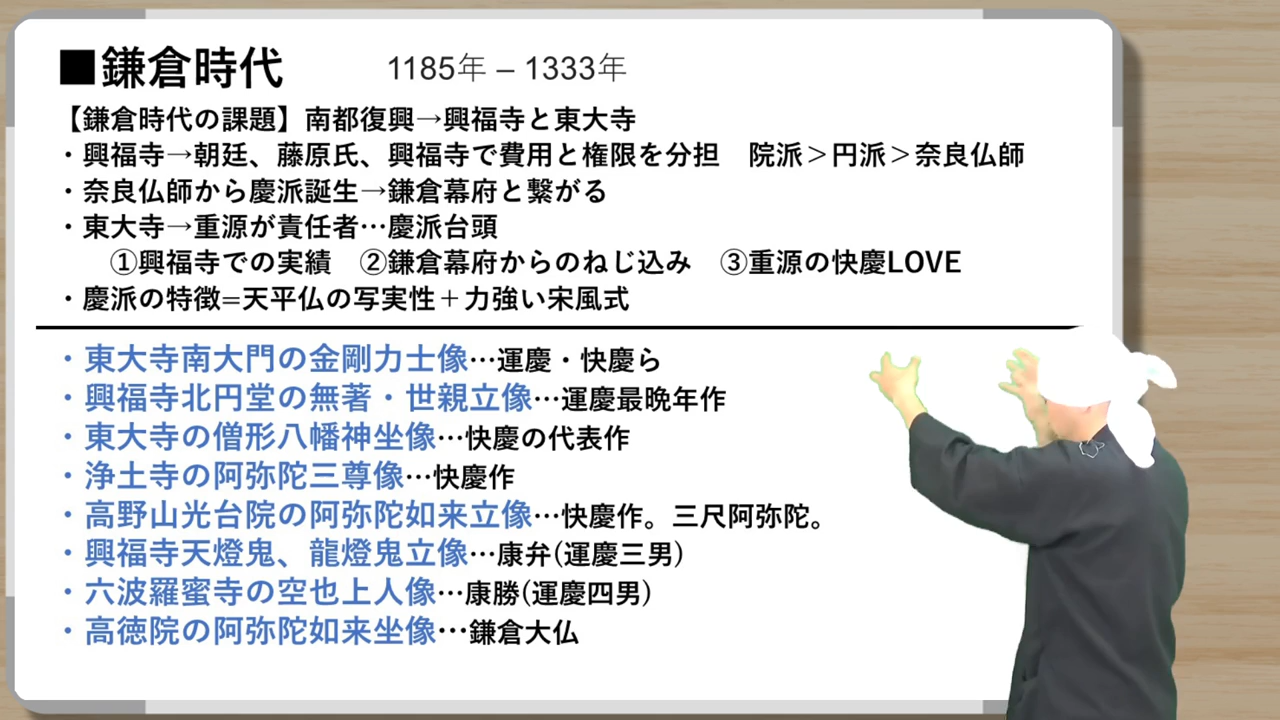 ■鎌倉時代 1185年 – 1333年
【鎌倉時代の課題】南都復興→興福寺と東大寺
・興福寺→朝廷、藤原氏、興福寺で費用と権限を分担 院派＞円派＞奈良仏師
・奈良仏師から慶派誕生→鎌倉幕府と繋がる
・東大寺→重源が責任者…慶派台頭
①興福寺での実績 ②鎌倉幕府からのねじ込み ③重源の快慶LOVE
・慶派の特徴=天平仏の写実性＋力強い宋風式
・東大寺南大門の金剛力士像…運慶・快慶ら
・興福寺北円堂の無著・世親立像…運慶最晩年作
・東大寺の僧形八幡神坐像…快慶の代表作
・浄土寺の阿弥陀三尊像…快慶作
・高野山光台院の阿弥陀如来立像…快慶作。三尺阿弥陀。
・興福寺天燈鬼、龍燈鬼立像…康弁(運慶三男)
・六波羅蜜寺の空也上人像…康勝(運慶四男)
・高徳院の阿弥陀如来坐像…鎌倉大仏